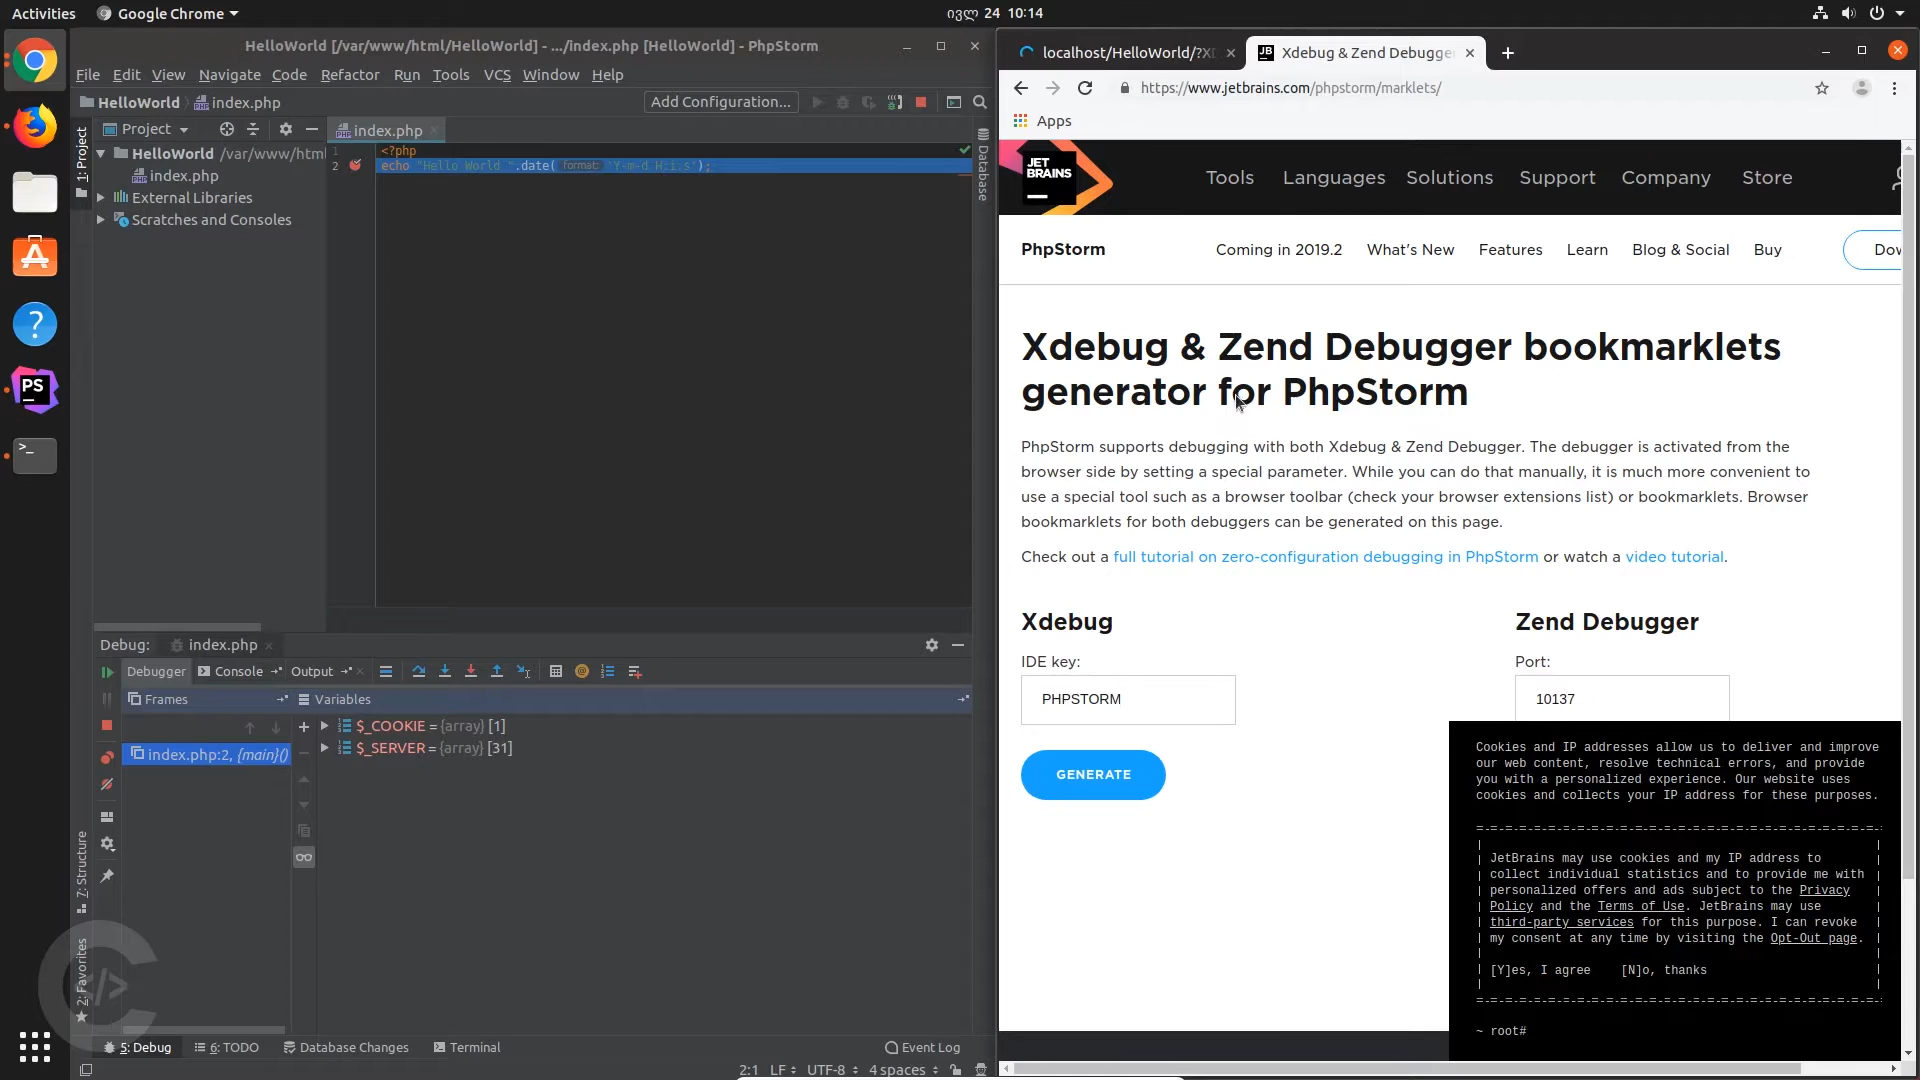 Activities
Google Chrome
ივლ 24 10:14
HelloWorld [/var/www/html/HelloWorld] - .../index.php [HelloWorld] - PhpStorm
File Edit View Navigate Code Refactor Run Tools VCS Window Help
HelloWorld index.php
Add Configuration...
1: Project
Project
index.php
HelloWorld /var/www/html
index.php
External Libraries
Scratches and Consoles
1 <?php
2 echo "Hello World ".date( format: 'Y-m-d H:i:s');
Database
Debug: index.php
Debugger Console Output
Frames
Variables
index.php:2, {main}()
$_COOKIE = {array} [1]
$_SERVER = {array} [31]
7: Structure
2: Favorites
5: Debug
6: TODO
Database Changes
Terminal
Event Log
2:1 LF UTF-8 4 spaces
localhost/HelloWorld/?X
Xdebug & Zend Debugge
https://www.jetbrains.com/phpstorm/marklets/
Apps
JET
BRAINS
Tools Languages Solutions Support Company Store
PhpStorm
Coming in 2019.2 What's New Features Learn Blog & Social Buy
Dov
Xdebug & Zend Debugger bookmarklets
generator for PhpStorm
PhpStorm supports debugging with both Xdebug & Zend Debugger. The debugger is activated from the
browser side by setting a special parameter. While you can do that manually, it is much more convenient to
use a special tool such as a browser toolbar (check your browser extensions list) or bookmarklets. Browser
bookmarklets for both debuggers can be generated on this page.
Check out a full tutorial on zero-configuration debugging in PhpStorm or watch a video tutorial.
Xdebug
IDE key:
PHPSTORM
GENERATE
Zend Debugger
Port:
10137
Cookies and IP addresses allow us to deliver and improve
our web content, resolve technical errors, and provide
you with a personalized experience. Our website uses
cookies and collects your IP address for these purposes.
JetBrains may use cookies and my IP address to
collect individual statistics and to provide me with
personalized offers and ads subject to the Privacy
Policy and the Terms of Use. JetBrains may use
third-party services for this purpose. I can revoke
my consent at any time by visiting the Opt-Out page.
[Y]es, I agree [N]o, thanks
~ root#
PS